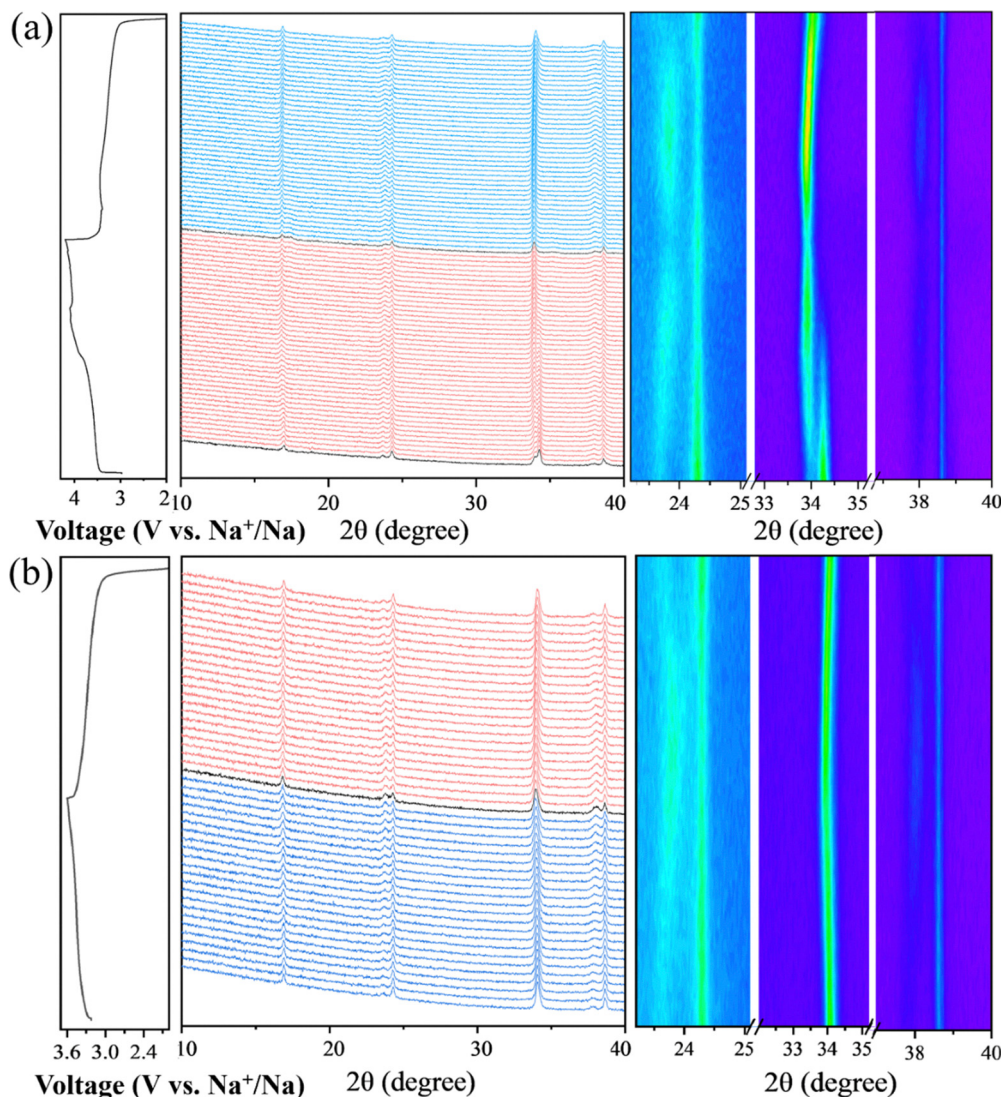 (a)
4 3 2
10 20 30 40
24 25 33 34 35 38 40
Voltage (V vs. Na⁺/Na) 2θ (degree) 2θ (degree)
(b)
3.6 3.0 2.4
10 20 30 40
24 25 33 34 35 38 40
Voltage (V vs. Na⁺/Na) 2θ (degree) 2θ (degree)